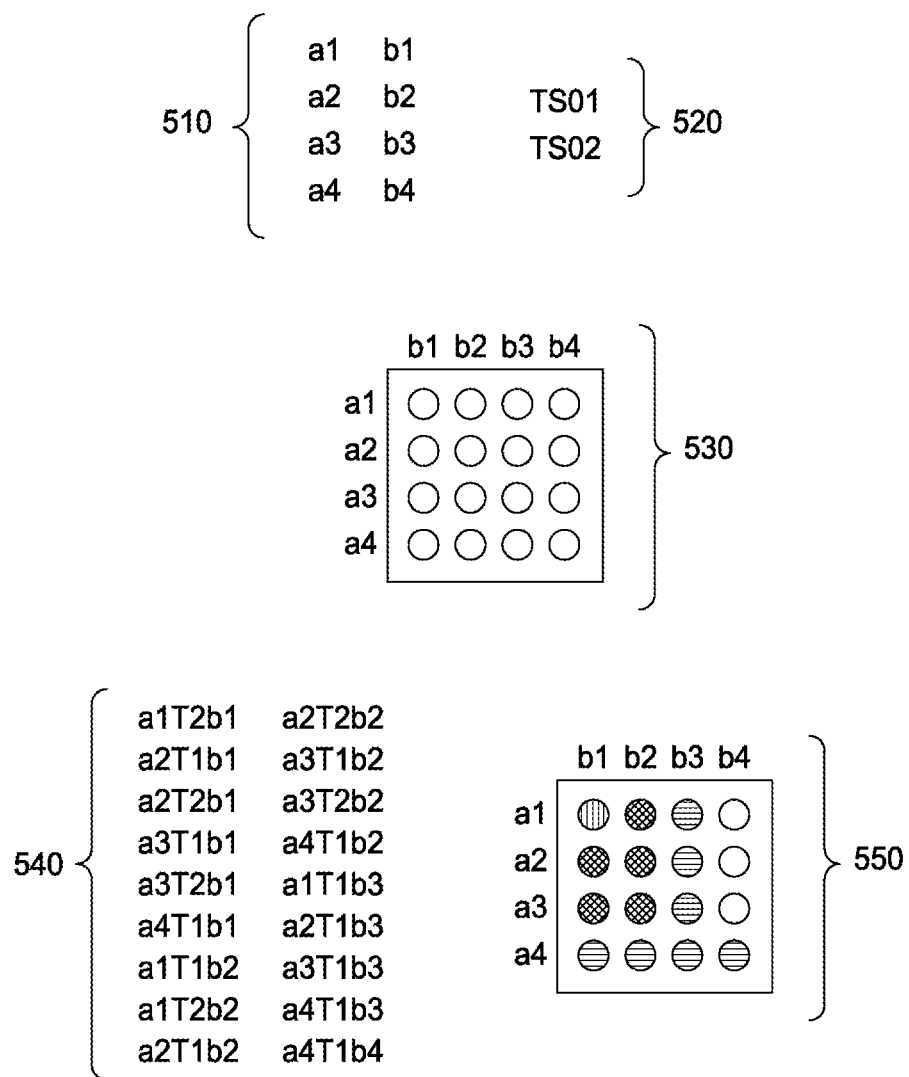 a1 b1
a2 b2
a3 b3
a4 b4
510
TS01
TS02
520
b1 b2 b3 b4
a1
a2
a3
a4
530
540
a1T2b1 a2T2b2
a2T1b1 a3T1b2
a2T2b1 a3T2b2
a3T1b1 a4T1b2
a3T2b1 a1T1b3
a4T1b1 a2T1b3
a1T1b2 a3T1b3
a1T2b2 a4T1b3
a2T1b2 a4T1b4
b1 b2 b3 b4
a1
a2
a3
a4
550